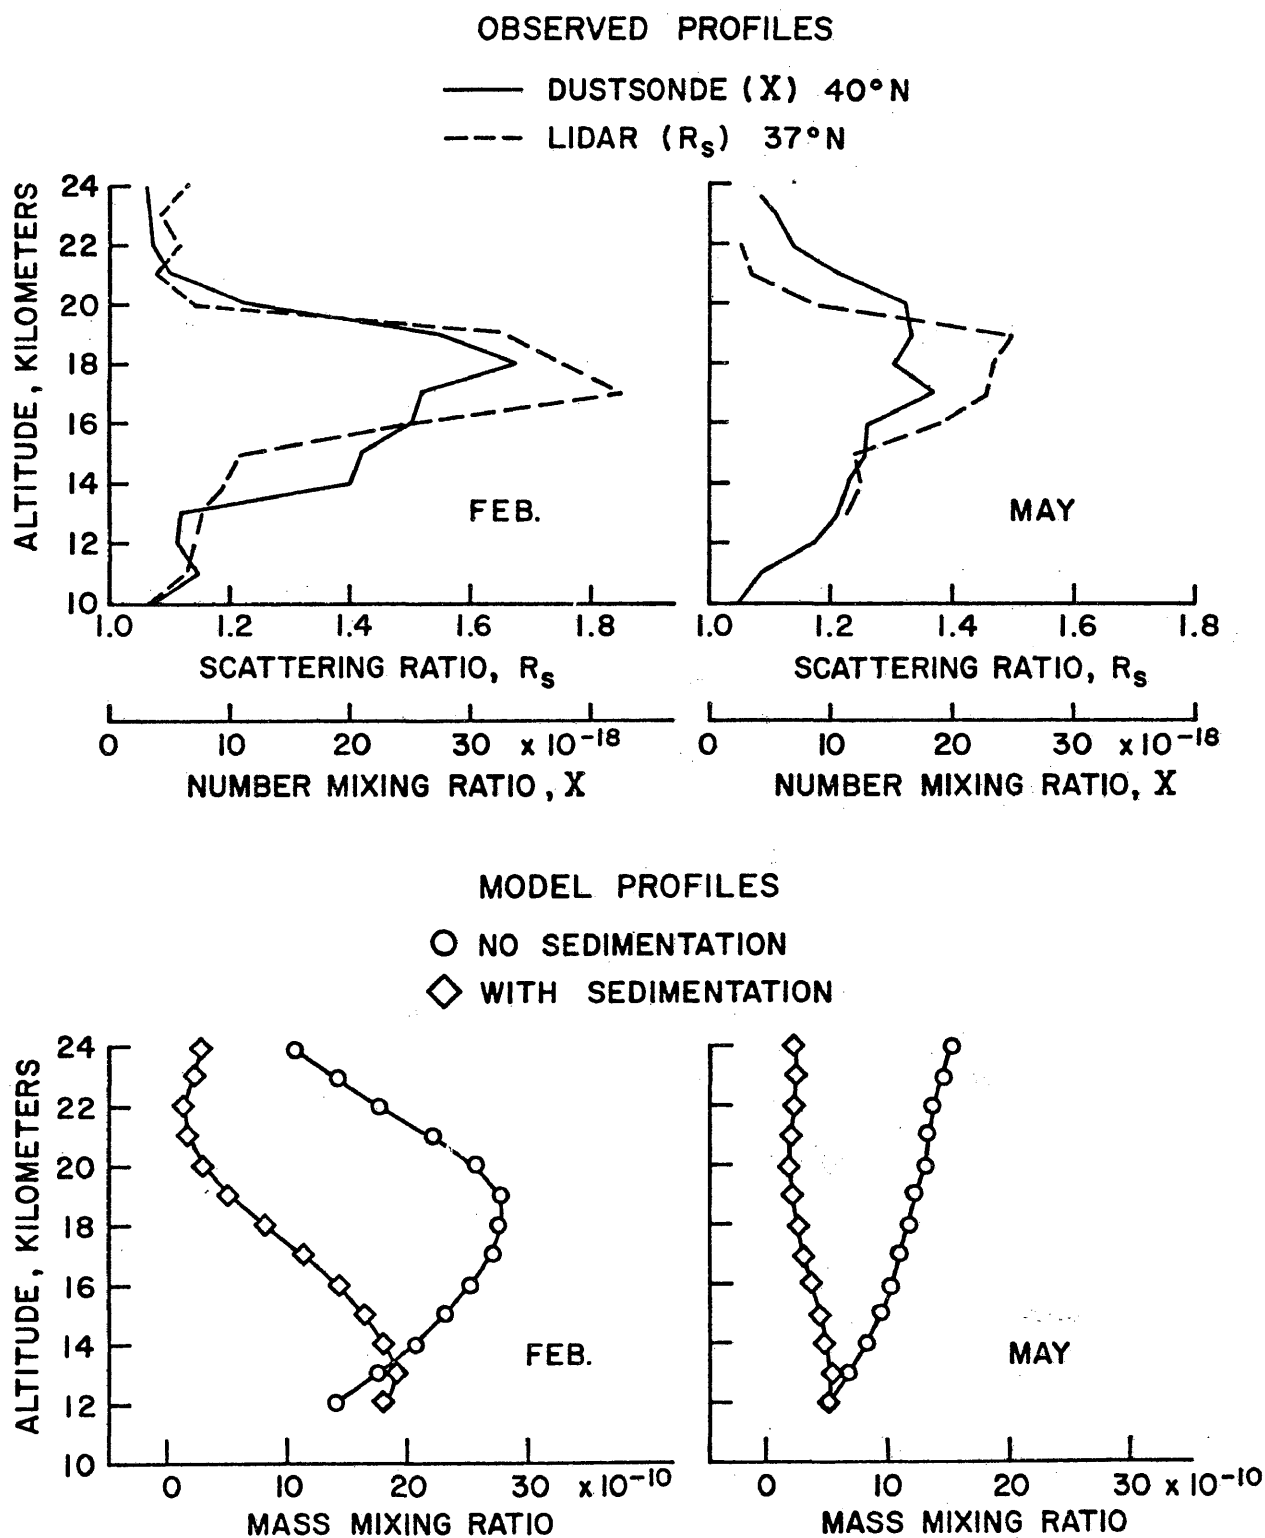 OBSERVED PROFILES
DUSTSONDE (X) 40°N
LIDAR (Rs) 37°N
ALTITUDE, KILOMETERS
24
22
20
18
16
14
12
10
FEB.
MAY
1.0 1.2 1.4 1.6 1.8
1.0 1.2 1.4 1.6 1.8
SCATTERING RATIO, Rs
SCATTERING RATIO, Rs
0 10 20 30 x 10-18
0 10 20 30 x 10-18
NUMBER MIXING RATIO, X
NUMBER MIXING RATIO, X
MODEL PROFILES
NO SEDIMENTATION
WITH SEDIMENTATION
ALTITUDE, KILOMETERS
24
22
20
18
16
14
12
10
FEB.
MAY
0 10 20 x 10-10
0 10 20 30 x 10-10
MASS MIXING RATIO
MASS MIXING RATIO